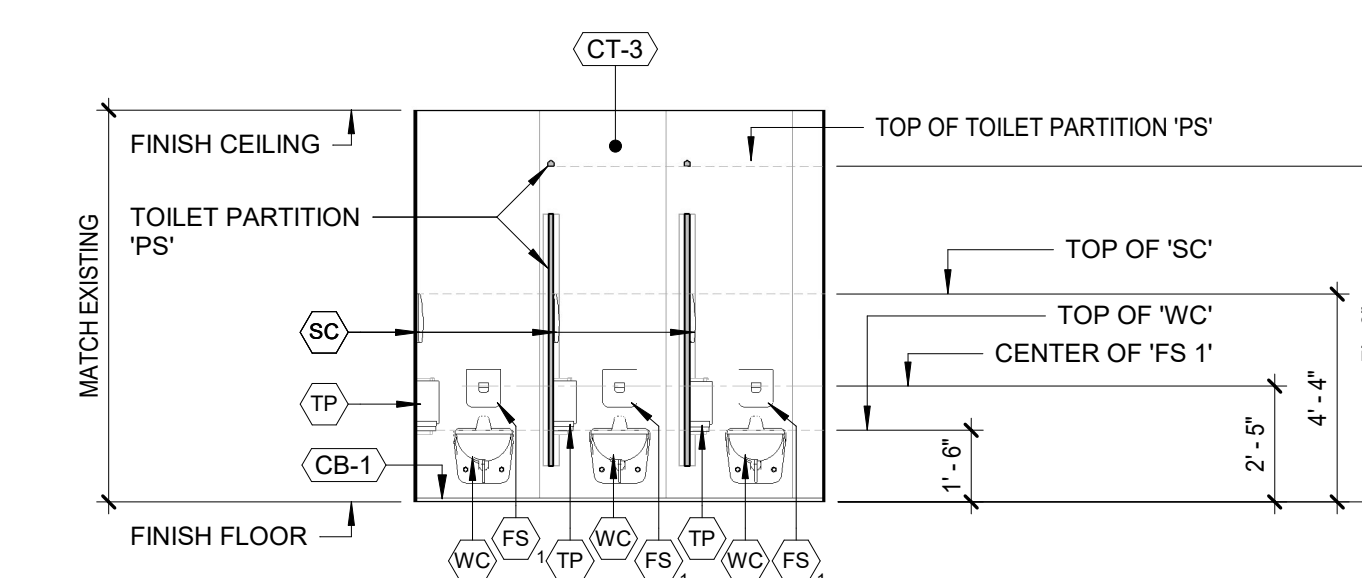 CT-3
FINISH CEILING
TOP OF TOILET PARTITION 'PS'
TOILET PARTITION
'PS'
MATCH EXISTING
TOP OF 'SC'
SC
TOP OF 'WC'
CENTER OF 'FS 1'
TP
4' - 4"
2' - 5"
1' - 6"
CB-1
FINISH FLOOR
WC
FS
1
TP
WC
FS
1
TP
WC
FS
1